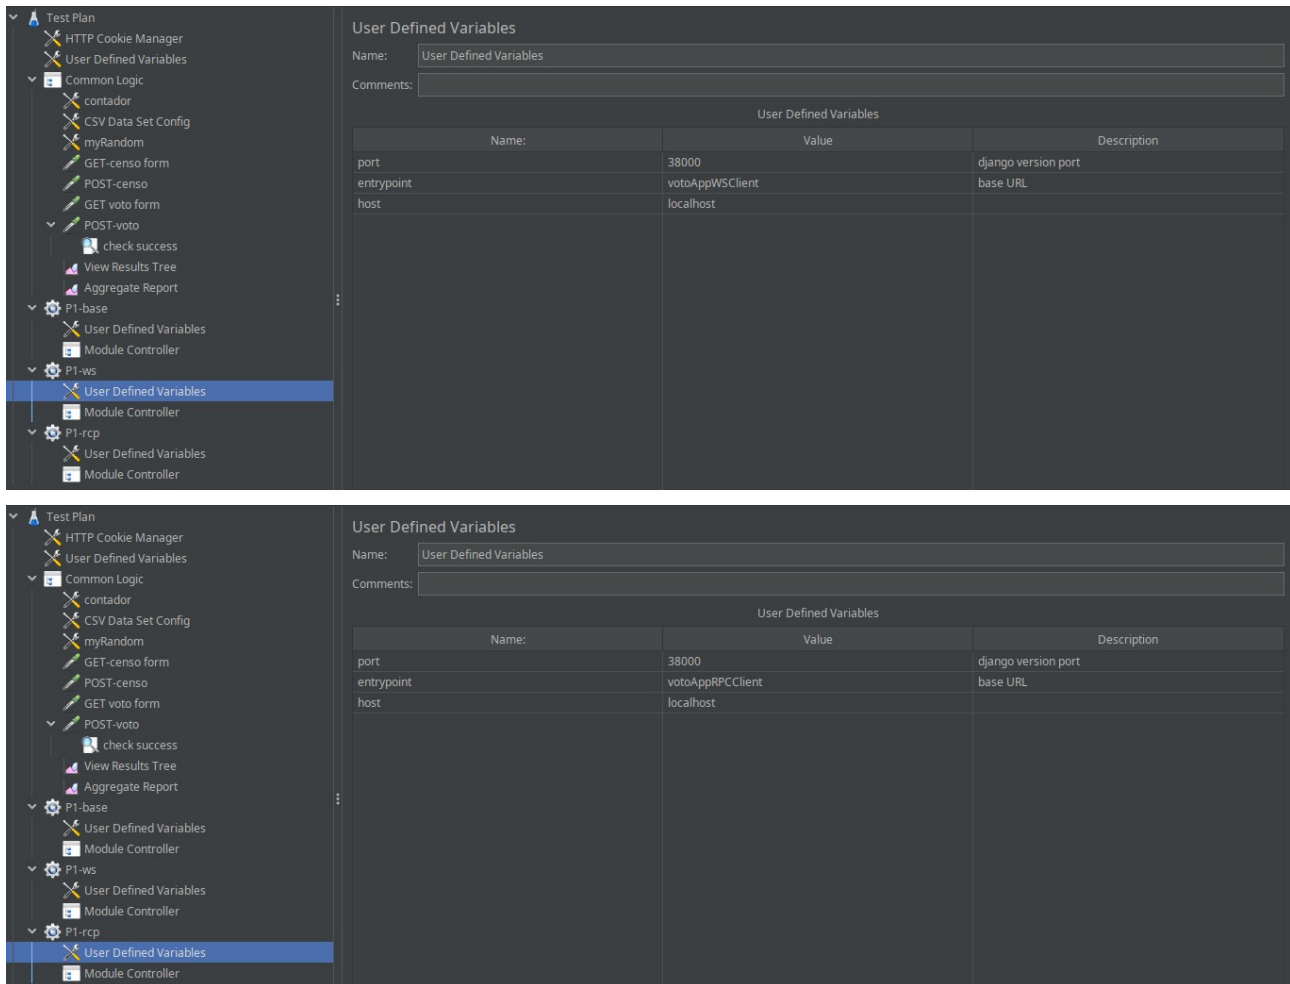 Test Plan
HTTP Cookie Manager
User Defined Variables
Common Logic
contador
CSV Data Set Config
myRandom
GET-censo form
POST-censo
GET voto form
POST-voto
check success
View Results Tree
Aggregate Report
P1-base
User Defined Variables
Module Controller
P1-ws
User Defined Variables
Module Controller
P1-rcp
User Defined Variables
Module Controller
User Defined Variables
Name: User Defined Variables
Comments:
User Defined Variables
Name: Value Description
port 38000 django version port
entrypoint votoAppWSClient base URL
host localhost
Test Plan
HTTP Cookie Manager
User Defined Variables
Common Logic
contador
CSV Data Set Config
myRandom
GET-censo form
POST-censo
GET voto form
POST-voto
check success
View Results Tree
Aggregate Report
P1-base
User Defined Variables
Module Controller
P1-ws
User Defined Variables
Module Controller
P1-rcp
User Defined Variables
Module Controller
User Defined Variables
Name: User Defined Variables
Comments:
User Defined Variables
Name: Value Description
port 38000 django version port
entrypoint votoAppRPCClient base URL
host localhost